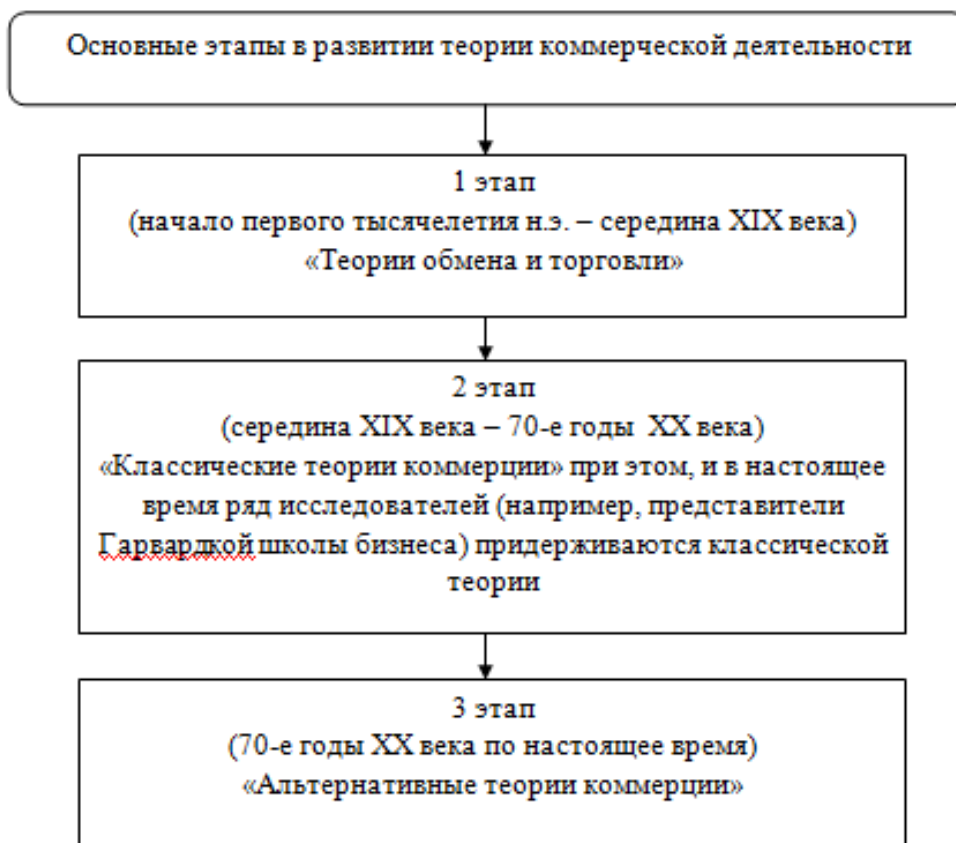 Основные этапы в развитии теории коммерческой деятельности
1 этап
(начало первого тысячелетия н.э. – середина XIX века)
«Теории обмена и торговли»
2 этап
(середина XIX века – 70-е годы  XX века)
«Классические теории коммерции» при этом, и в настоящее
время ряд исследователей (например, представители
Гарвардкой школы бизнеса) придерживаются классической
теории
3 этап
(70-е годы XX века по настоящее время)
«Альтернативные теории коммерции»